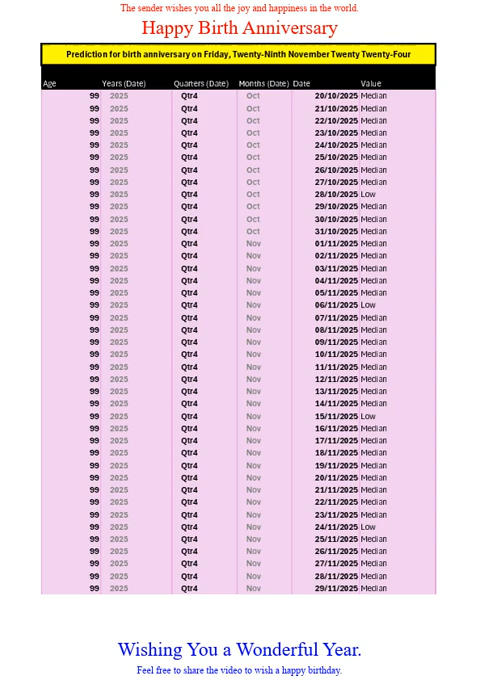 The sender wishes you all the joy and happiness in the world.
Happy Birth Anniversary
Prediction for birth anniversary on Friday, Twenty-Ninth November Twenty Twenty-Four
Age Years (Date) Quarters (Date) Months (Date) Date Value
99 2025 Qtr4 Oct 20/10/2025 Median
99 2025 Qtr4 Oct 21/10/2025 Median
99 2025 Qtr4 Oct 22/10/2025 Median
99 2025 Qtr4 Oct 23/10/2025 Median
99 2025 Qtr4 Oct 24/10/2025 Median
99 2025 Qtr4 Oct 25/10/2025 Median
99 2025 Qtr4 Oct 26/10/2025 Median
99 2025 Qtr4 Oct 27/10/2025 Median
99 2025 Qtr4 Oct 28/10/2025 Low
99 2025 Qtr4 Oct 29/10/2025 Median
99 2025 Qtr4 Oct 30/10/2025 Median
99 2025 Qtr4 Oct 31/10/2025 Median
99 2025 Qtr4 Nov 01/11/2025 Median
99 2025 Qtr4 Nov 02/11/2025 Median
99 2025 Qtr4 Nov 03/11/2025 Median
99 2025 Qtr4 Nov 04/11/2025 Median
99 2025 Qtr4 Nov 05/11/2025 Median
99 2025 Qtr4 Nov 06/11/2025 Low
99 2025 Qtr4 Nov 07/11/2025 Median
99 2025 Qtr4 Nov 08/11/2025 Median
99 2025 Qtr4 Nov 09/11/2025 Median
99 2025 Qtr4 Nov 10/11/2025 Median
99 2025 Qtr4 Nov 11/11/2025 Median
99 2025 Qtr4 Nov 12/11/2025 Median
99 2025 Qtr4 Nov 13/11/2025 Median
99 2025 Qtr4 Nov 14/11/2025 Median
99 2025 Qtr4 Nov 15/11/2025 Low
99 2025 Qtr4 Nov 16/11/2025 Median
99 2025 Qtr4 Nov 17/11/2025 Median
99 2025 Qtr4 Nov 18/11/2025 Median
99 2025 Qtr4 Nov 19/11/2025 Median
99 2025 Qtr4 Nov 20/11/2025 Median
99 2025 Qtr4 Nov 21/11/2025 Median
99 2025 Qtr4 Nov 22/11/2025 Median
99 2025 Qtr4 Nov 23/11/2025 Median
99 2025 Qtr4 Nov 24/11/2025 Low
99 2025 Qtr4 Nov 25/11/2025 Median
99 2025 Qtr4 Nov 26/11/2025 Median
99 2025 Qtr4 Nov 27/11/2025 Median
99 2025 Qtr4 Nov 28/11/2025 Median
99 2025 Qtr4 Nov 29/11/2025 Median
Wishing You a Wonderful Year.
Feel free to share the video to wish a happy birthday.